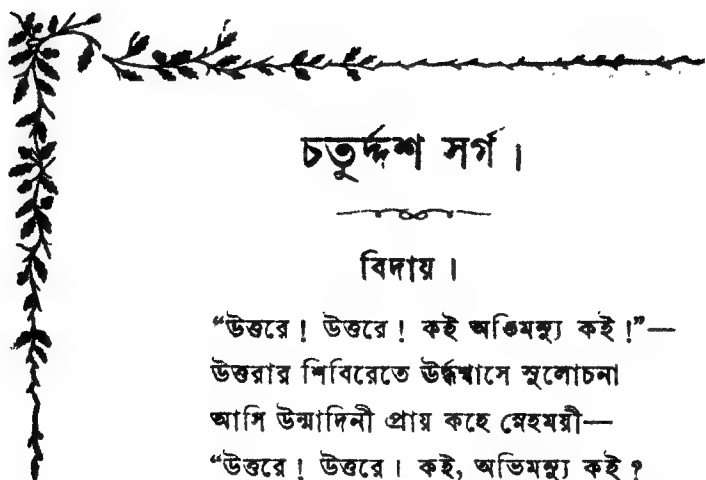 চতুর্দ্দশ সর্গ ।
বিদায় ।
“উত্তরে ! উত্তরে ! কই অভিমন্যু কই !”—
উত্তরার শিবিরেতে ঊর্দ্ধশ্বাসে সুলোচনা
আসি উন্মাদিনী প্রায় কহে স্নেহময়ী—
“উত্তরে ! উত্তরে । কই, অভিমন্যু কই ?